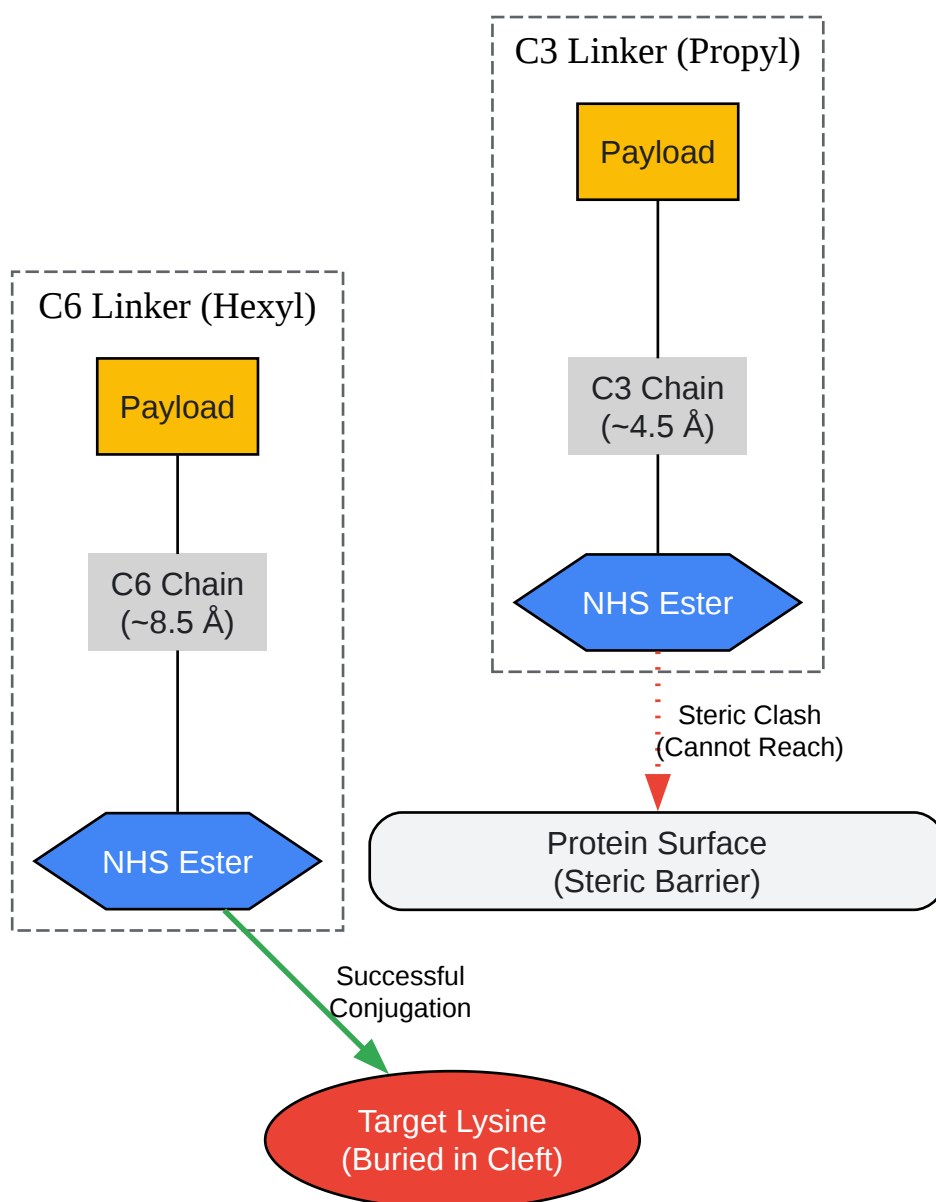 C3 Linker (Propyl)
Payload
C3 Chain
(~4.5 Å)
NHS Ester
Steric Clash
(Cannot Reach)
Protein Surface
(Steric Barrier)
C6 Linker (Hexyl)
Payload
C6 Chain
(~8.5 Å)
NHS Ester
Successful
Conjugation
Target Lysine
(Buried in Cleft)